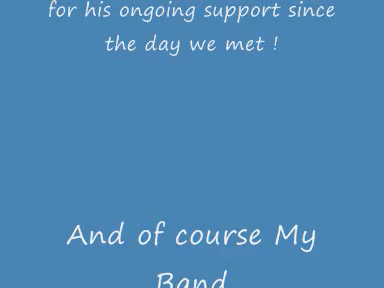 for his ongoing support since
the day we met !
And of course My
Band